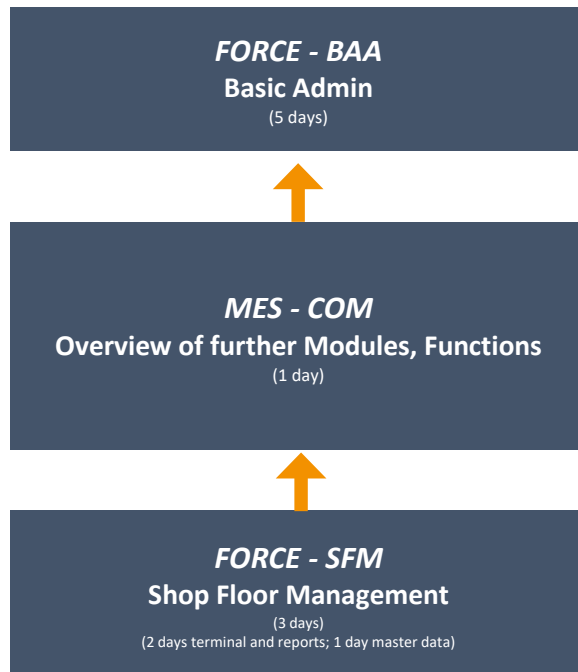 FORCE - BAA
Basic Admin
(5 days)
MES - COM
Overview of further Modules, Functions
(1 day)
FORCE - SFM
Shop Floor Management
(3 days)
(2 days terminal and reports; 1 day master data)